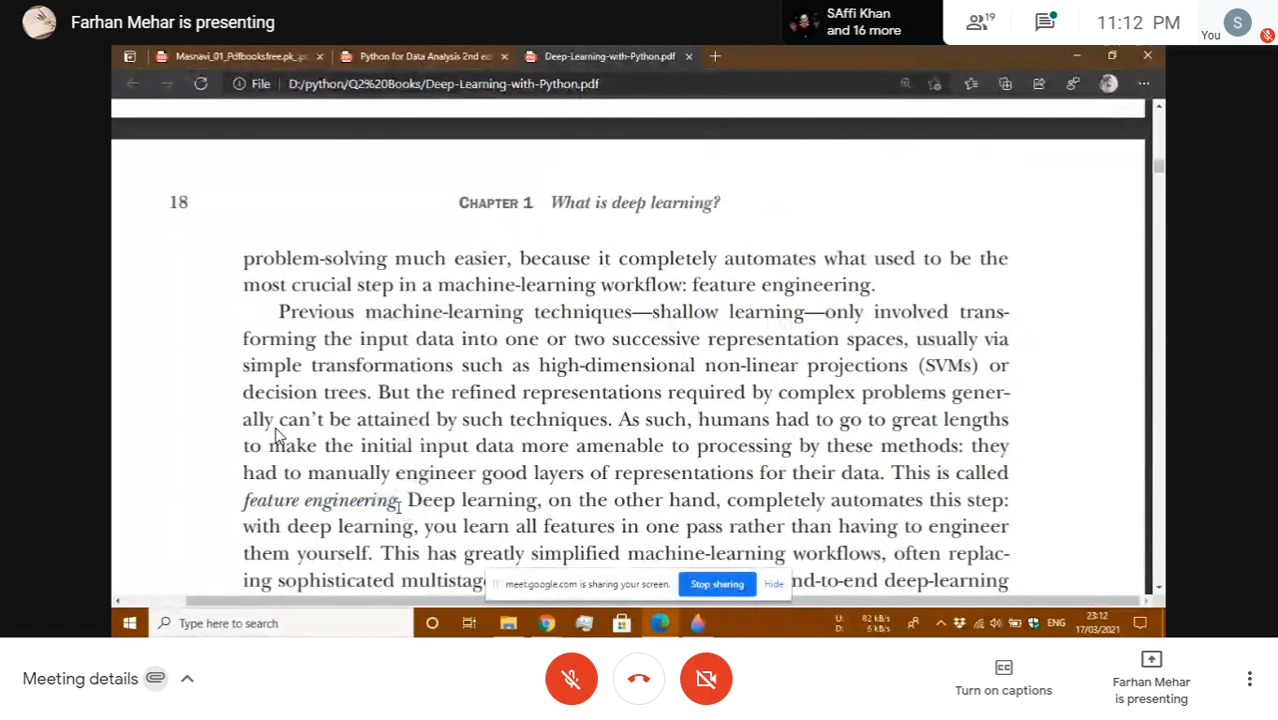 Farhan Mehar is presenting
SAffi Khan
and 16 more
19
11:12 PM
You
S
Masnavi_01_Pdfbooksfree.pk_.p
Python for Data Analysis 2nd ec
Deep-Learning-with-Python.pdf
File
D:/python/Q2%20Books/Deep-Learning-with-Python.pdf
18
CHAPTER 1 What is deep learning?
problem-solving much easier, because it completely automates what used to be the
most crucial step in a machine-learning workflow: feature engineering.
Previous machine-learning techniques—shallow learning—only involved trans-
forming the input data into one or two successive representation spaces, usually via
simple transformations such as high-dimensional non-linear projections (SVMs) or
decision trees. But the refined representations required by complex problems gener-
ally can't be attained by such techniques. As such, humans had to go to great lengths
to make the initial input data more amenable to processing by these methods: they
had to manually engineer good layers of representations for their data. This is called
feature engineering. Deep learning, on the other hand, completely automates this step:
with deep learning, you learn all features in one pass rather than having to engineer
them yourself. This has greatly simplified machine-learning workflows, often replac-
ing sophisticated multistag
nd-to-end deep-learning
meet.google.com is sharing your screen.
Stop sharing
Hide
Type here to search
U: 82 kB/s
D: 6 kB/s
ENG
23:12
17/03/2021
Meeting details
CC
Turn on captions
Farhan Mehar
is presenting